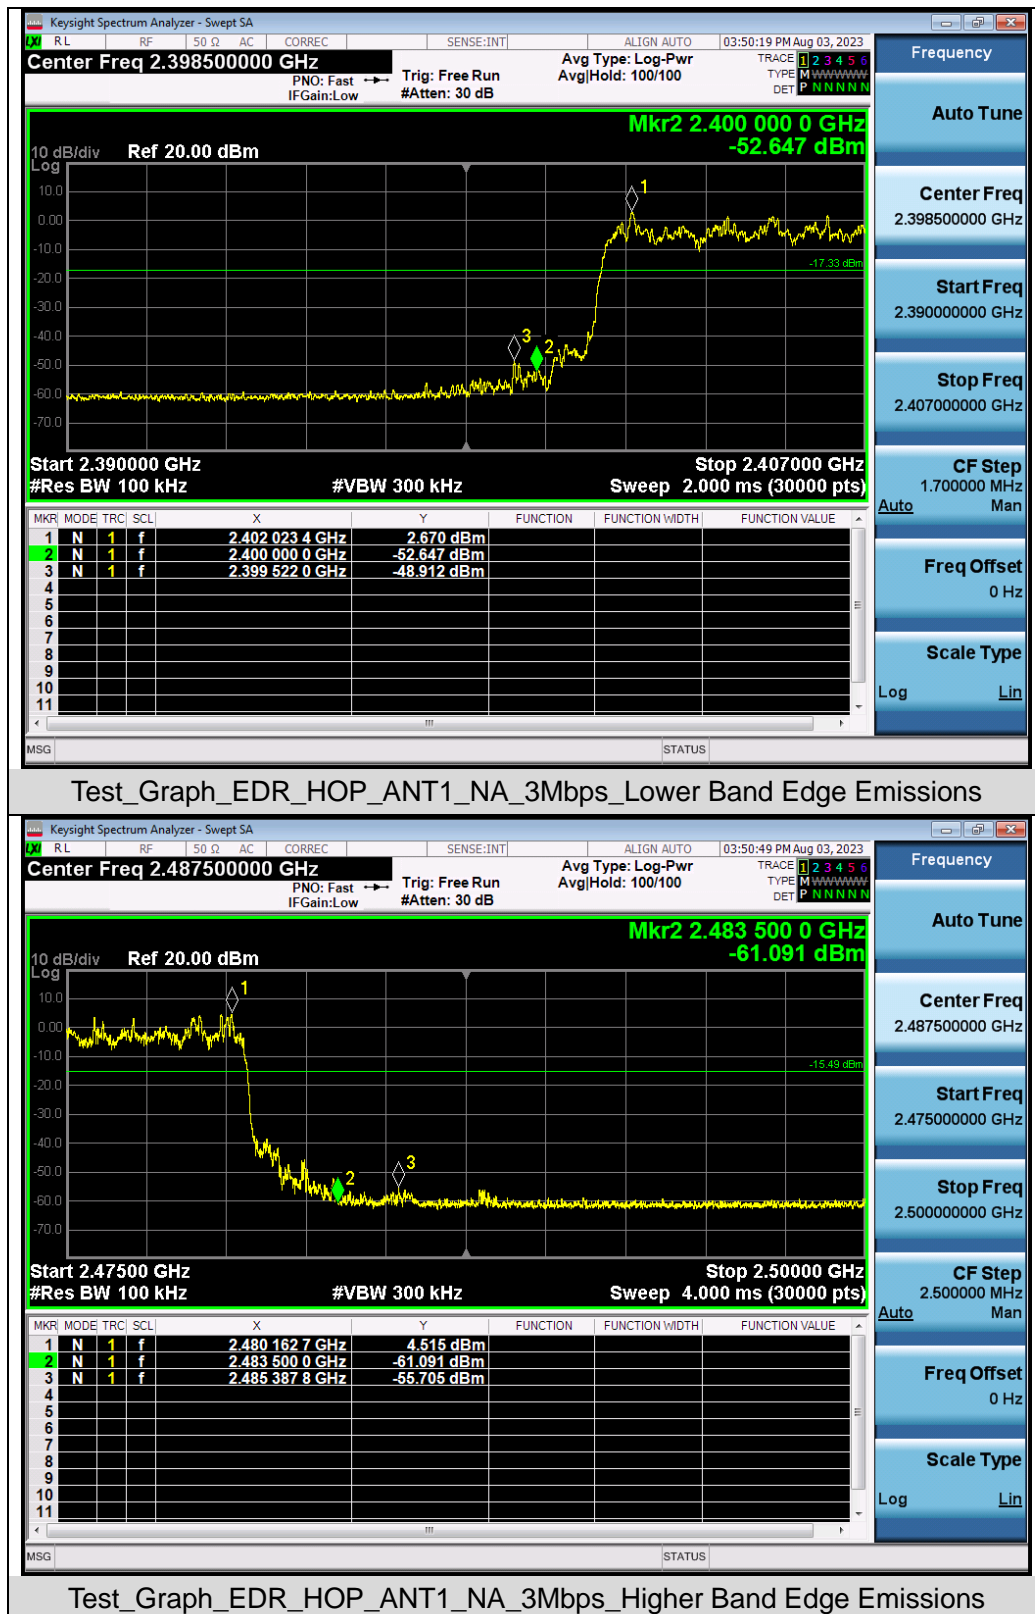 Keysight Spectrum Analyzer - Swept SA
LXI RL RF 50 Ω AC CORREC SENSE:INT ALIGN AUTO 03:50:19 PM Aug 03, 2023
Center Freq 2.398500000 GHz
PNO: Fast
IFGain:Low
Trig: Free Run
#Atten: 30 dB
Avg Type: Log-Pwr
Avg|Hold: 100/100
TRACE 1 2 3 4 5 6
TYPE M WWWWW
DET P N N N N N
Mkr2 2.400 000 0 GHz
-52.647 dBm
10 dB/div Ref 20.00 dBm
Log
10.0
0.00
-10.0
-20.0
-30.0
-40.0
-50.0
-60.0
-70.0
1
-17.33 dBm
3
2
Start 2.390000 GHz Stop 2.407000 GHz
#Res BW 100 kHz #VBW 300 kHz Sweep 2.000 ms (30000 pts)
MKR MODE TRC SCL X Y FUNCTION FUNCTION WIDTH FUNCTION VALUE
1 N 1 f 2.402 023 4 GHz 2.670 dBm
2 N 1 f 2.400 000 0 GHz -52.647 dBm
3 N 1 f 2.399 522 0 GHz -48.912 dBm
4
5
6
7
8
9
10
11
MSG STATUS
Frequency
Auto Tune
Center Freq
2.398500000 GHz
Start Freq
2.390000000 GHz
Stop Freq
2.407000000 GHz
CF Step
1.700000 MHz
Auto Man
Freq Offset
0 Hz
Scale Type
Log Lin
Test_Graph_EDR_HOP_ANT1_NA_3Mbps_Lower Band Edge Emissions
Keysight Spectrum Analyzer - Swept SA
LXI RL RF 50 Ω AC CORREC SENSE:INT ALIGN AUTO 03:50:49 PM Aug 03, 2023
Center Freq 2.487500000 GHz
PNO: Fast
IFGain:Low
Trig: Free Run
#Atten: 30 dB
Avg Type: Log-Pwr
Avg|Hold: 100/100
TRACE 1 2 3 4 5 6
TYPE M WWWWW
DET P N N N N N
Mkr2 2.483 500 0 GHz
-61.091 dBm
10 dB/div Ref 20.00 dBm
Log
10.0
0.00
-10.0
-20.0
-30.0
-40.0
-50.0
-60.0
-70.0
1
-15.49 dBm
2
3
Start 2.47500 GHz Stop 2.50000 GHz
#Res BW 100 kHz #VBW 300 kHz Sweep 4.000 ms (30000 pts)
MKR MODE TRC SCL X Y FUNCTION FUNCTION WIDTH FUNCTION VALUE
1 N 1 f 2.480 162 7 GHz 4.515 dBm
2 N 1 f 2.483 500 0 GHz -61.091 dBm
3 N 1 f 2.485 387 8 GHz -55.705 dBm
4
5
6
7
8
9
10
11
MSG STATUS
Frequency
Auto Tune
Center Freq
2.487500000 GHz
Start Freq
2.475000000 GHz
Stop Freq
2.500000000 GHz
CF Step
2.500000 MHz
Auto Man
Freq Offset
0 Hz
Scale Type
Log Lin
Test_Graph_EDR_HOP_ANT1_NA_3Mbps_Higher Band Edge Emissions